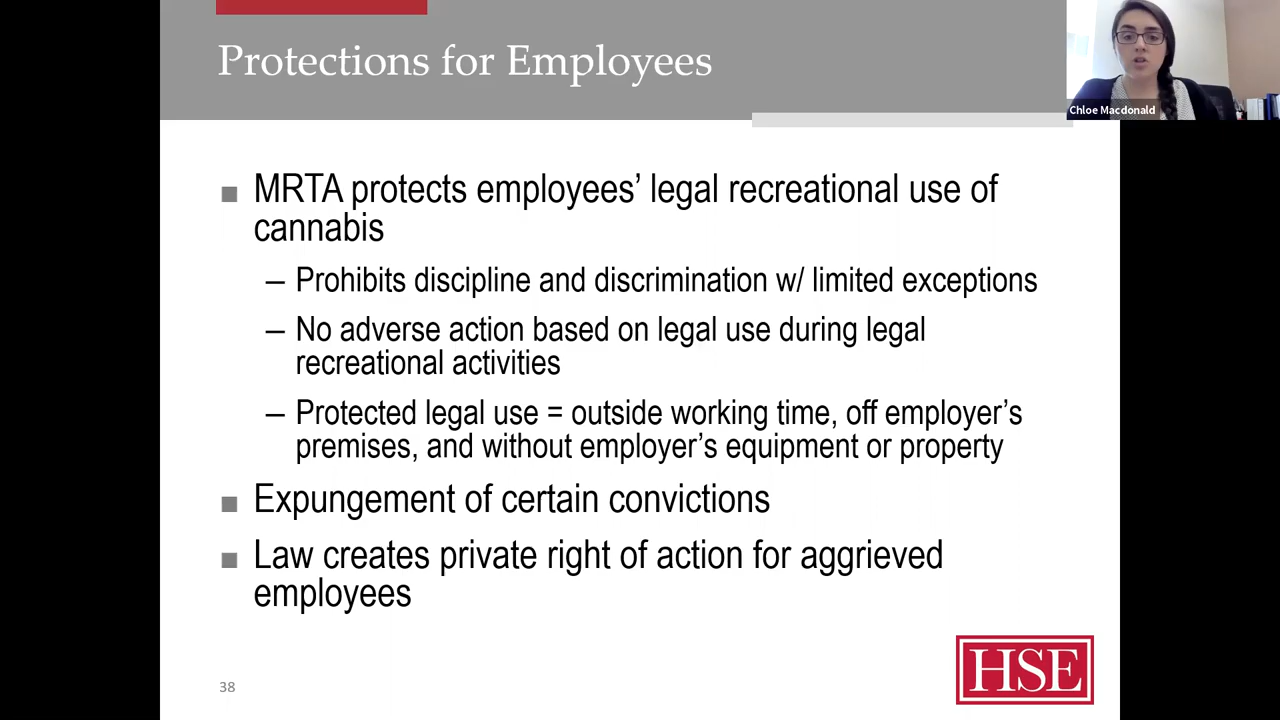 Protections for Employees
Chloe Macdonald
■ MRTA protects employees’ legal recreational use of
cannabis
– Prohibits discipline and discrimination w/ limited exceptions
– No adverse action based on legal use during legal
recreational activities
– Protected legal use = outside working time, off employer’s
premises, and without employer’s equipment or property
■ Expungement of certain convictions
■ Law creates private right of action for aggrieved
employees
HSE
38